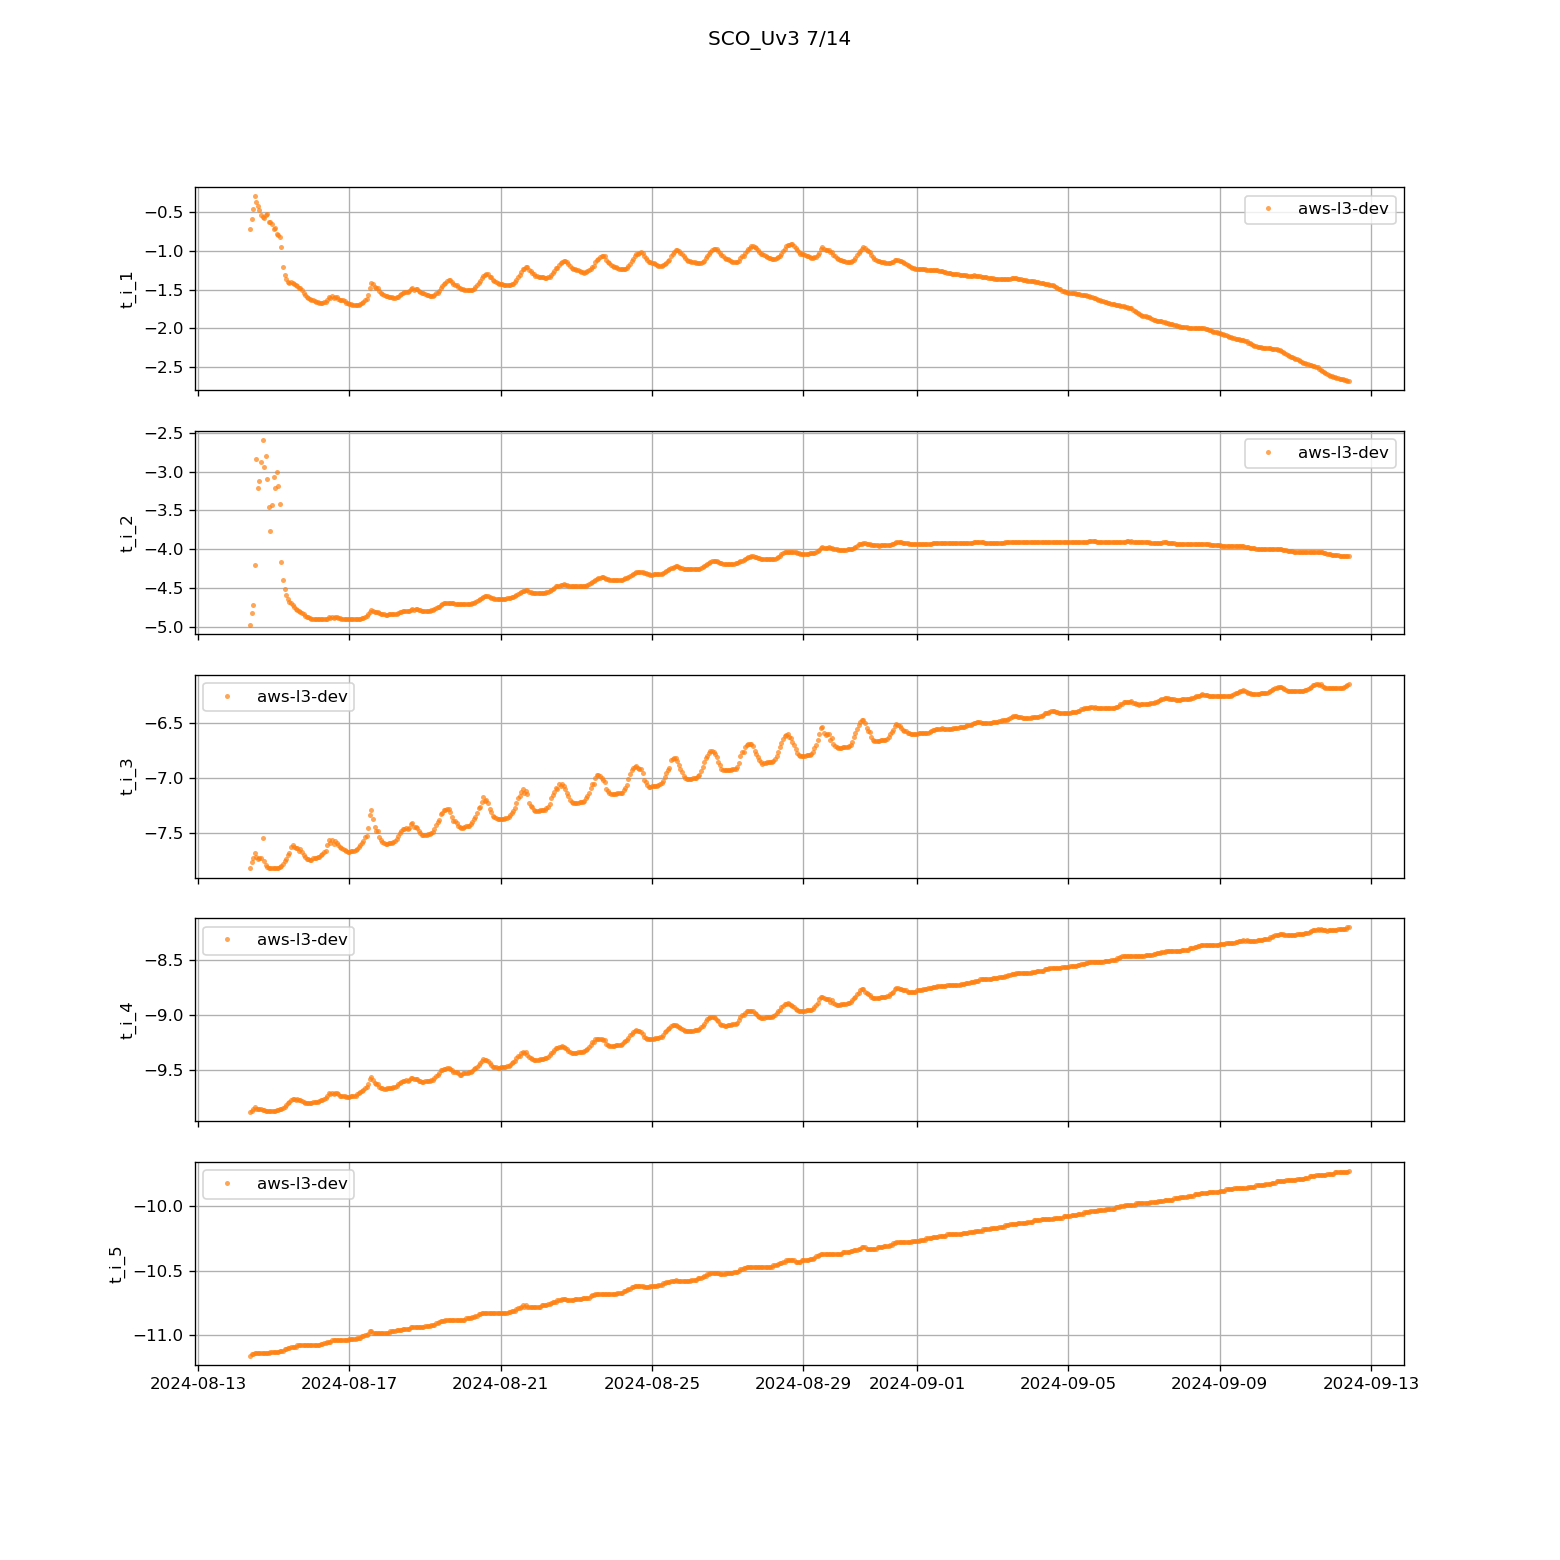 SCO_Uv3 7/14
t_i_1
−0.5
−1.0
−1.5
−2.0
−2.5
aws-l3-dev
t_i_2
−2.5
−3.0
−3.5
−4.0
−4.5
−5.0
aws-l3-dev
t_i_3
−6.5
−7.0
−7.5
aws-l3-dev
t_i_4
−8.5
−9.0
−9.5
aws-l3-dev
t_i_5
−10.0
−10.5
−11.0
aws-l3-dev
2024-08-13 2024-08-17 2024-08-21 2024-08-25 2024-08-29 2024-09-01 2024-09-05 2024-09-09 2024-09-13